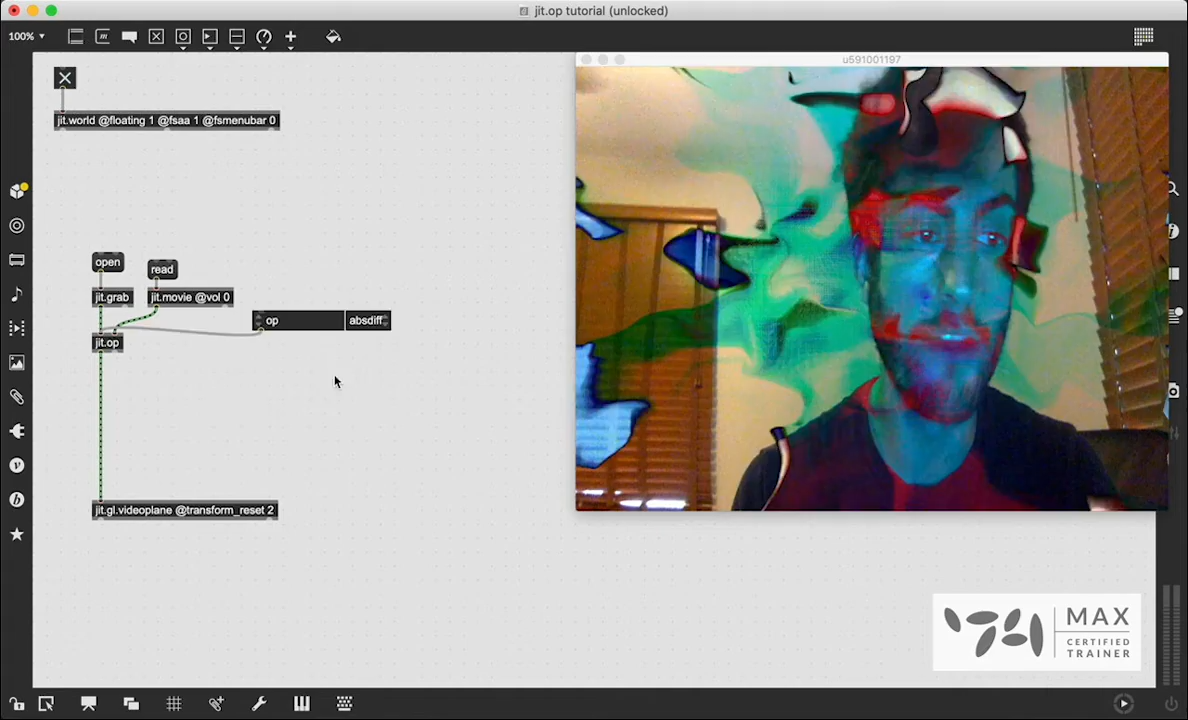 jit.op tutorial (unlocked)
100%
u591001197
jit.world @floating 1 @fsaa 1 @fsmenubar 0
open
read
jit.grab
jit.movie @vol 0
op
absdiff
jit.op
jit.gl.videoplane @transform_reset 2
MAX
CERTIFIED
TRAINER